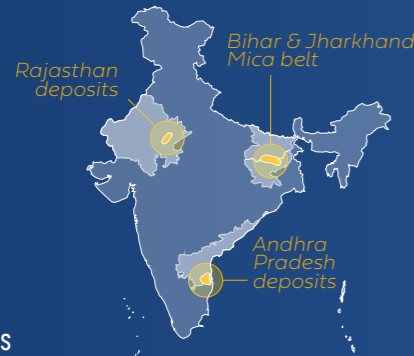 Bihar & Jharkhand
Mica belt
Rajasthan
deposits
Andhra
Pradesh
deposits
S